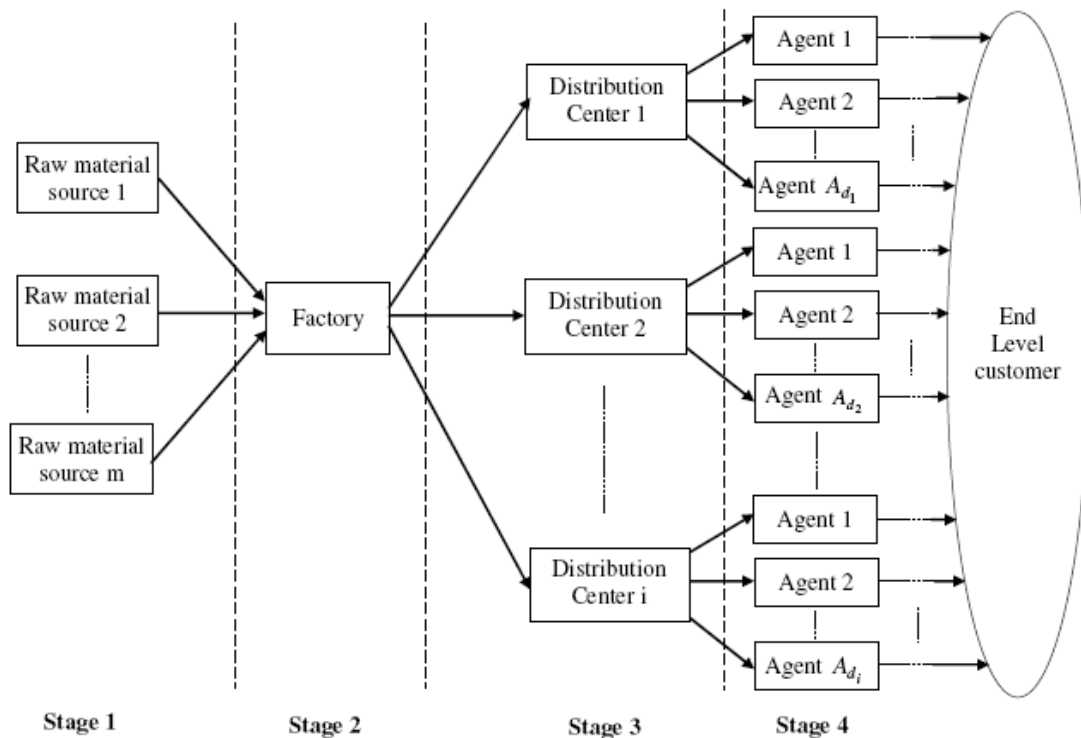 Raw material
source 1
Raw material
source 2
Raw material
source m
Factory
Distribution
Center 1
Distribution
Center 2
Distribution
Center i
Agent 1
Agent 2
Agent A_{d_1}
Agent 1
Agent 2
Agent A_{d_2}
Agent 1
Agent 2
Agent A_{d_i}
End
Level
customer
Stage 1
Stage 2
Stage 3
Stage 4